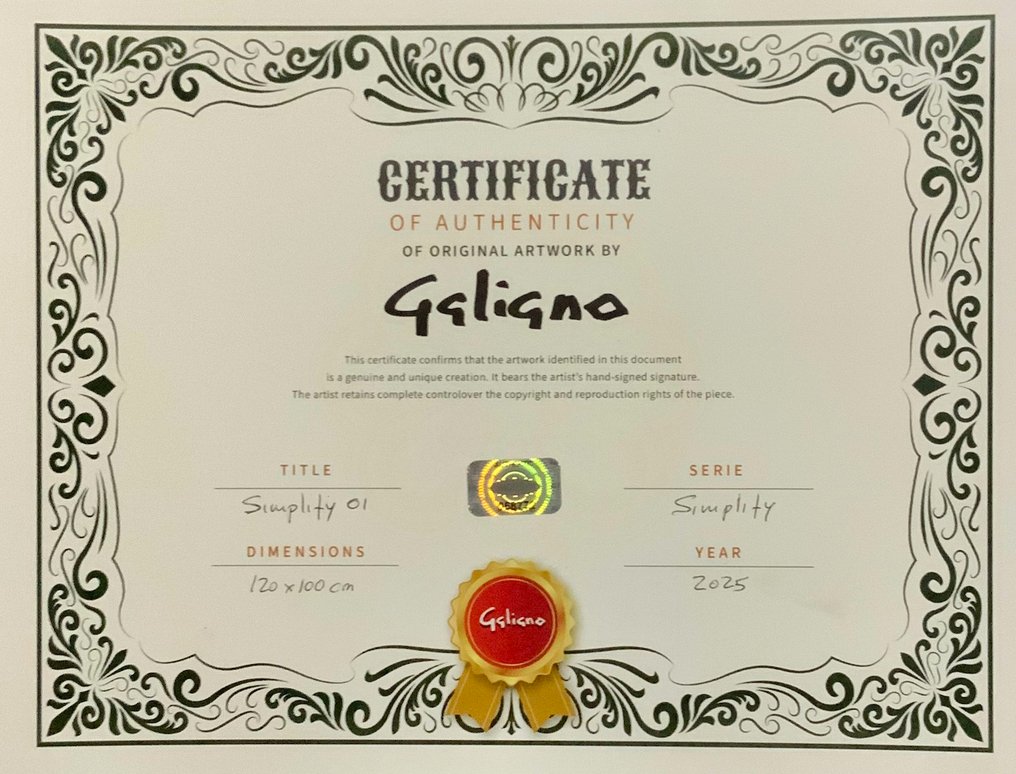 CERTIFICATE
OF AUTHENTICITY
OF ORIGINAL ARTWORK BY
Galigno
This certificate confirms that the artwork identified in this document
is a genuine and unique creation. It bears the artist's hand-signed signature.
The artist retains complete controlover the copyright and reproduction rights of the piece.
TITLE
Simplify 01
SERIE
Simplify
DIMENSIONS
120 x 100 cm
YEAR
2025
Galigno